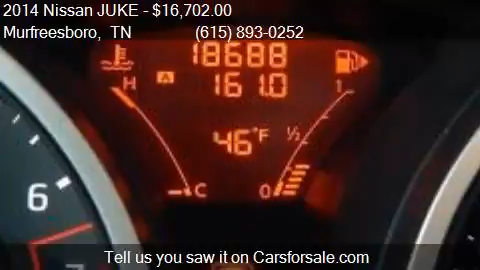 2014 Nissan JUKE - $16,702.00
Murfreesboro, TN (615) 893-0252
18688
H A 161.0 1
46°F ½
C 0
6
7
Tell us you saw it on Carsforsale.com